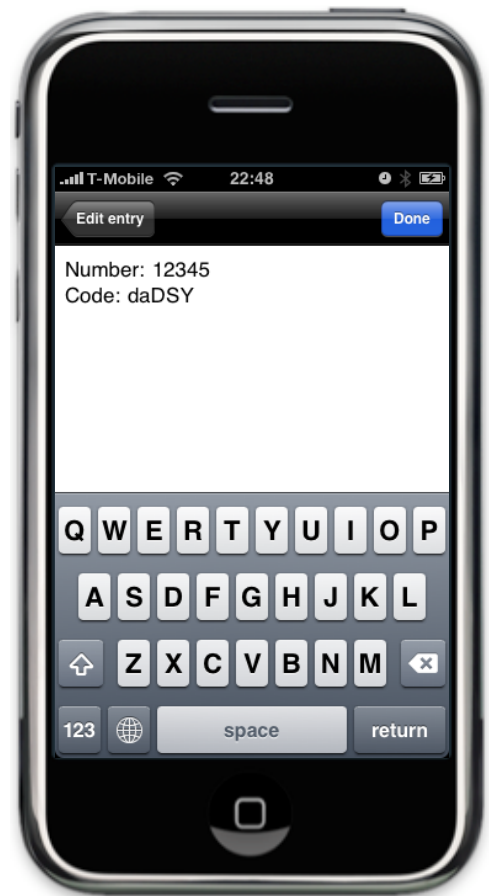 T-Mobile 22:48
Edit entry Done
Number: 12345
Code: daDSY
Q W E R T Y U I O P
A S D F G H J K L
Z X C V B N M
123 space return